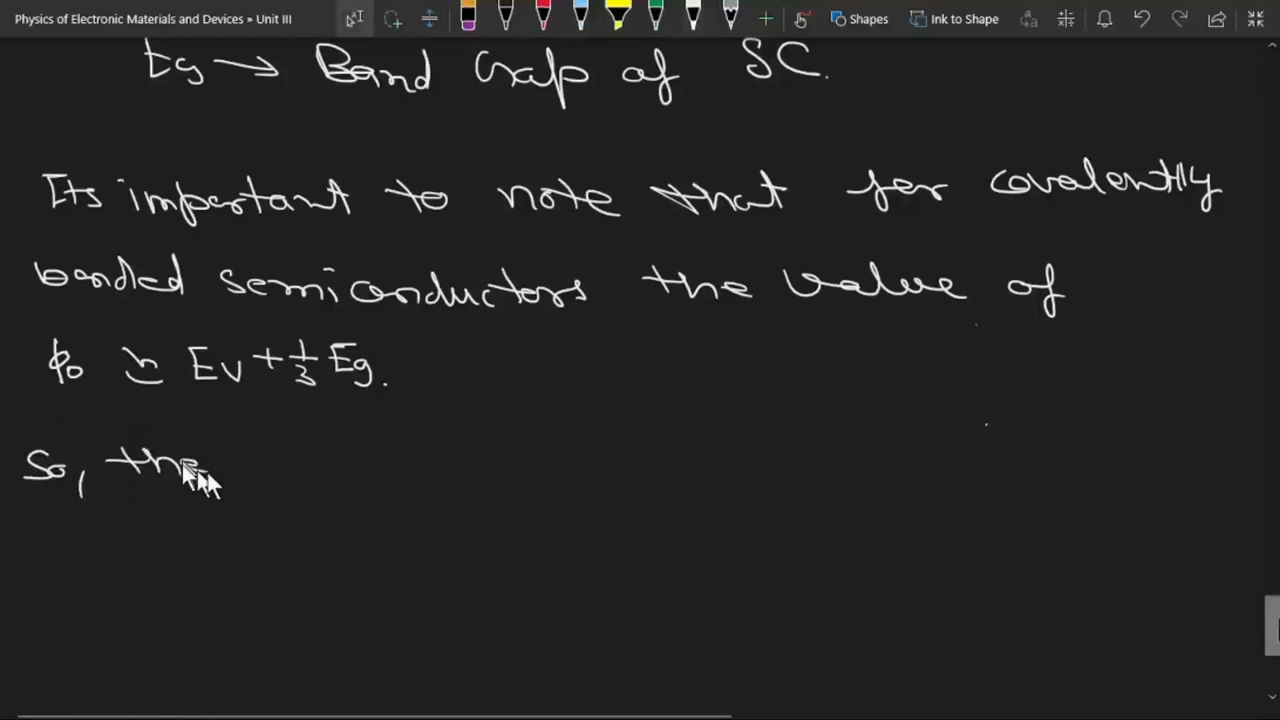 Physics of Electronic Materials and Devices » Unit III
Shapes
Ink to Shape
Eg → Band Gap of SC.
Its important to note that for covalently
bonded semiconductors the value of
ϕ₀ ≃ Ev + 1/3 Eg.
So, the